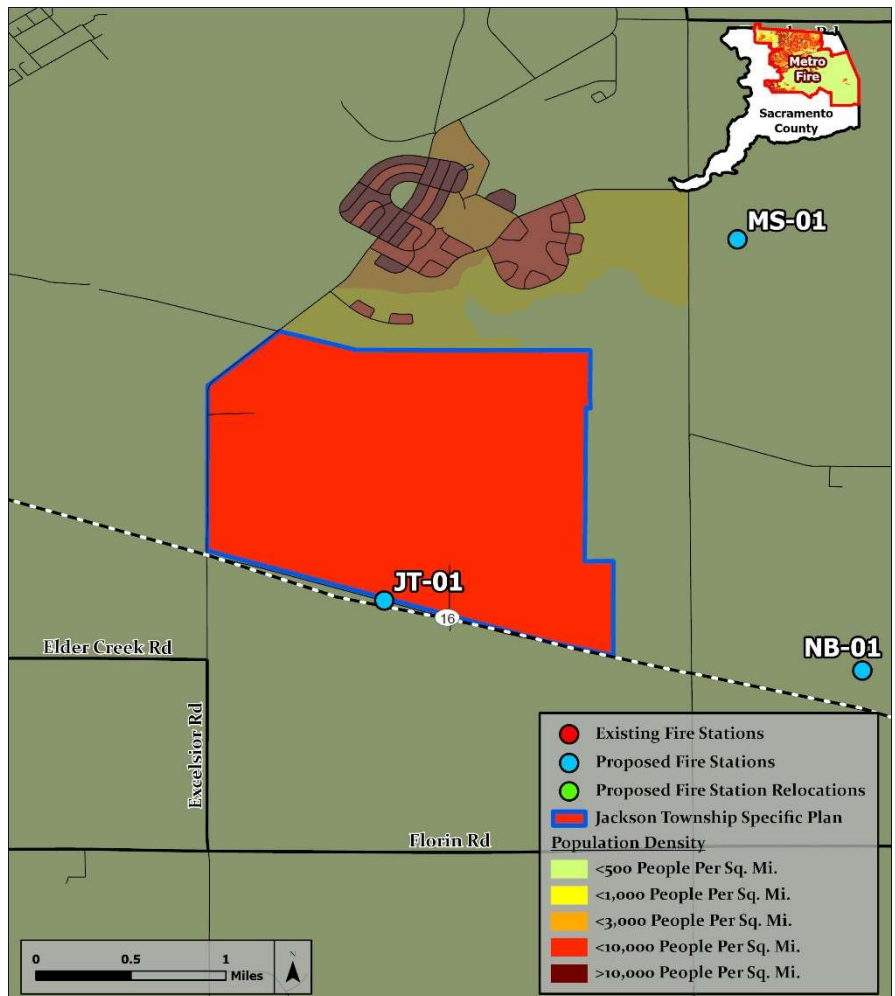 Rd
Metro
Fire
Sacramento
County
MS-01
JT-01
16
Elder Creek Rd
NB-01
Excelsior Rd
Florin Rd
Existing Fire Stations
Proposed Fire Stations
Proposed Fire Station Relocations
Jackson Township Specific Plan
Population Density
<500 People Per Sq. Mi.
<1,000 People Per Sq. Mi.
<3,000 People Per Sq. Mi.
<10,000 People Per Sq. Mi.
>10,000 People Per Sq. Mi.
0 0.5 1
Miles
N